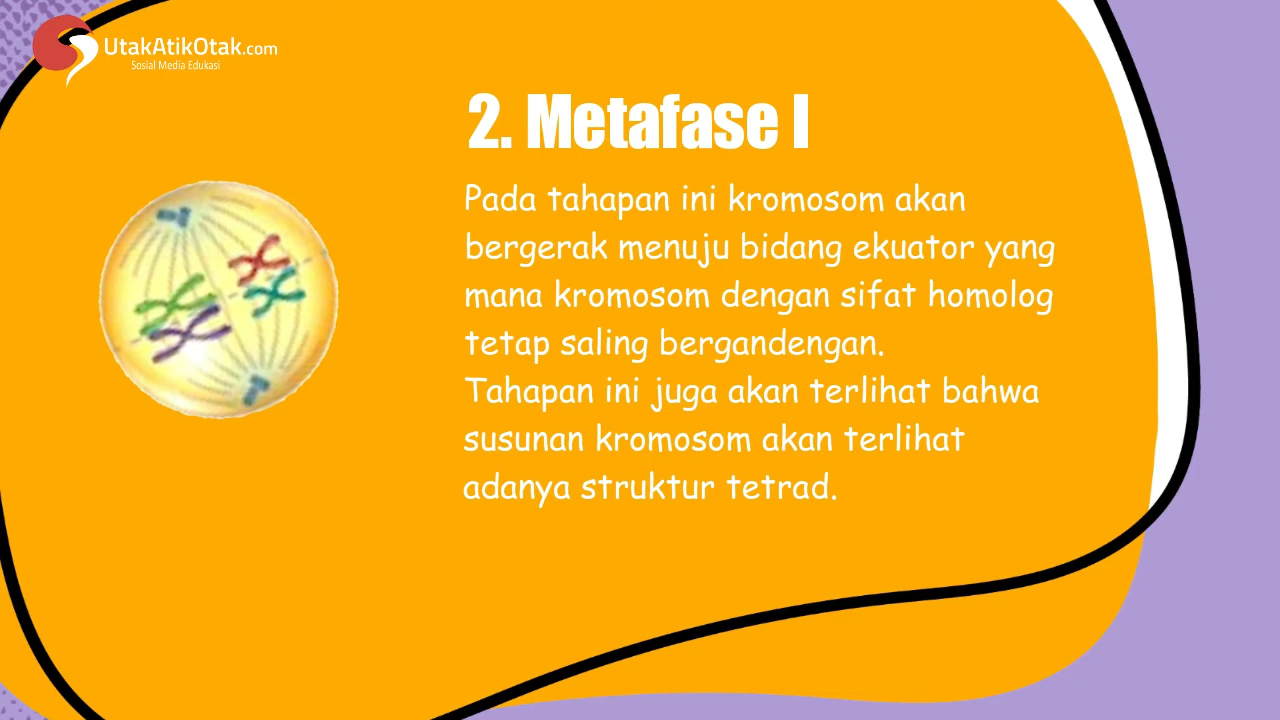 UtakAtikOtak.com
Sosial Media Edukasi
2. Metafase I
Pada tahapan ini kromosom akan
bergerak menuju bidang ekuator yang
mana kromosom dengan sifat homolog
tetap saling bergandengan.
Tahapan ini juga akan terlihat bahwa
susunan kromosom akan terlihat
adanya struktur tetrad.